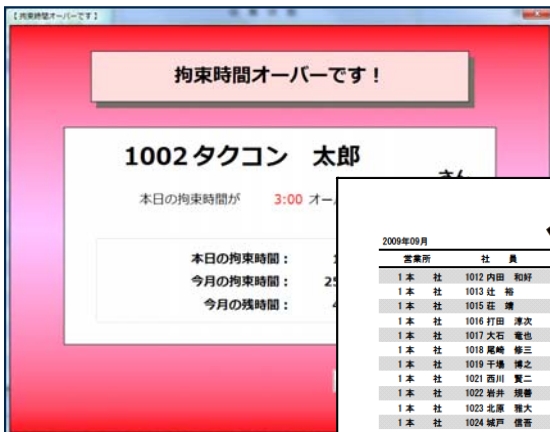 【拘束時間オーバーです】
拘束時間オーバーです！
1002 タクコン 太郎
さん
本日の拘束時間が 3:00 オー
本日の拘束時間：
今月の拘束時間： 25
今月の残時間：
2009年09月
営業所 社 員
1 本 社 1012 内田 和好
1 本 社 1013 辻 裕
1 本 社 1015 荘 靖
1 本 社 1016 打田 淳次
1 本 社 1017 大石 竜也
1 本 社 1018 尾崎 修三
1 本 社 1019 干場 博之
1 本 社 1021 西川 賢二
1 本 社 1022 岩井 規善
1 本 社 1023 北原 雅大
1 本 社 1024 城戸 信吾